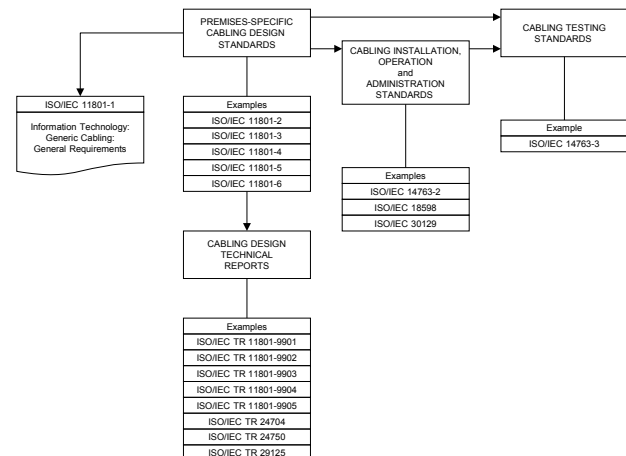 PREMISES-SPECIFIC
CABLING DESIGN
STANDARDS
CABLING INSTALLATION,
OPERATION
and
ADMINISTRATION
STANDARDS
CABLING TESTING
STANDARDS
ISO/IEC 11801-1
Information Technology:
Generic Cabling:
General Requirements
Examples
ISO/IEC 11801-2
ISO/IEC 11801-3
ISO/IEC 11801-4
ISO/IEC 11801-5
ISO/IEC 11801-6
Examples
ISO/IEC 14763-2
ISO/IEC 18598
ISO/IEC 30129
Example
ISO/IEC 14763-3
CABLING DESIGN
TECHNICAL
REPORTS
Examples
ISO/IEC TR 11801-9901
ISO/IEC TR 11801-9902
ISO/IEC TR 11801-9903
ISO/IEC TR 11801-9904
ISO/IEC TR 11801-9905
ISO/IEC TR 24704
ISO/IEC TR 24750
ISO/IEC TR 29125